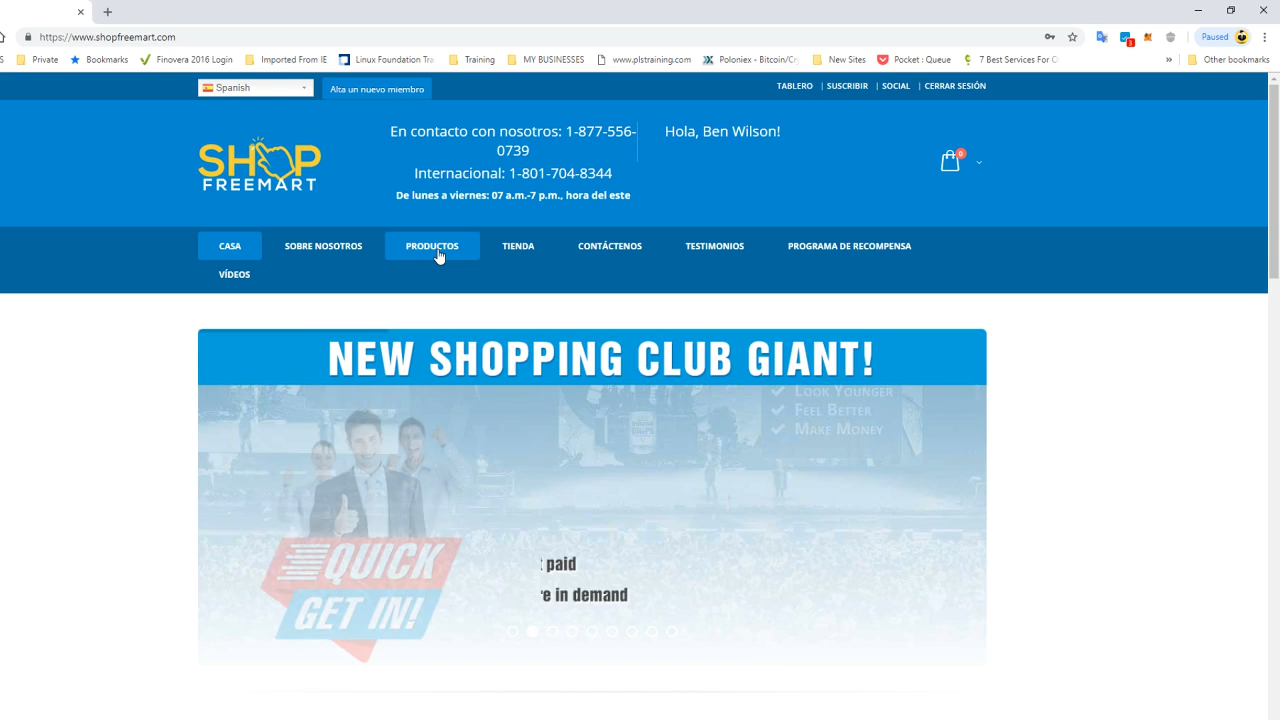 https://www.shopfreemart.com
Paused
S
Private
Bookmarks
Finovera 2016 Login
Imported From IE
Linux Foundation Tra
Training
MY BUSINESSES
www.plstraining.com
Poloniex - Bitcoin/Cr
New Sites
Pocket : Queue
7 Best Services For O
»
Other bookmarks
Spanish
Alta un nuevo miembro
TABLERO | SUSCRIBIR | SOCIAL | CERRAR SESIÓN
SHOP
FREEMART
En contacto con nosotros: 1-877-556-
0739
Internacional: 1-801-704-8344
De lunes a viernes: 07 a.m.-7 p.m., hora del este
Hola, Ben Wilson!
0
CASA
SOBRE NOSOTROS
PRODUCTOS
TIENDA
CONTÁCTENOS
TESTIMONIOS
PROGRAMA DE RECOMPENSA
VÍDEOS
NEW SHOPPING CLUB GIANT!
LOOK YOUNGER
FEEL BETTER
MAKE MONEY
QUICK
GET IN!
t paid
re in demand